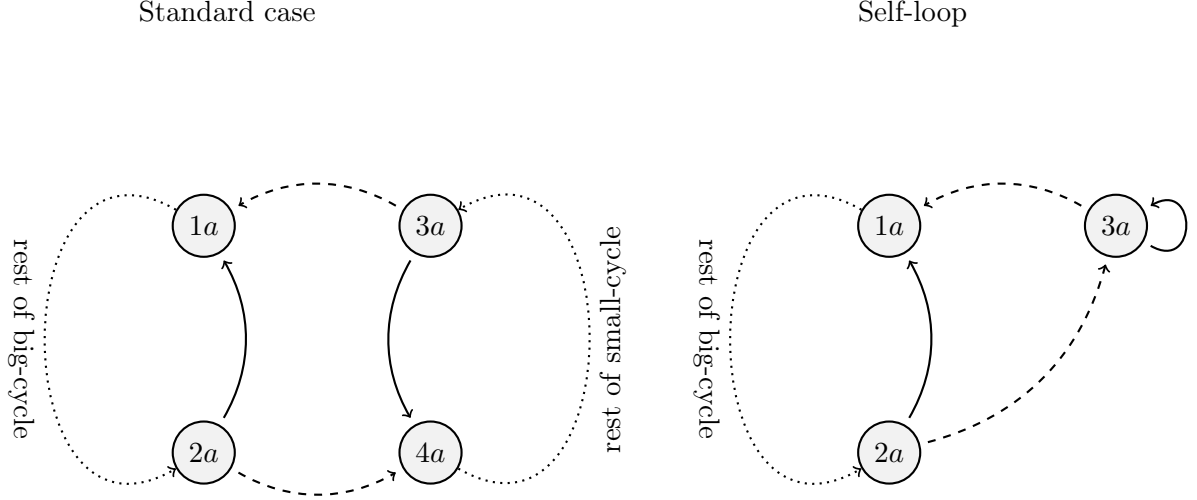 Standard case
Self-loop
1a
3a
1a
3a
rest of big-cycle
rest of small-cycle
rest of big-cycle
2a
4a
2a